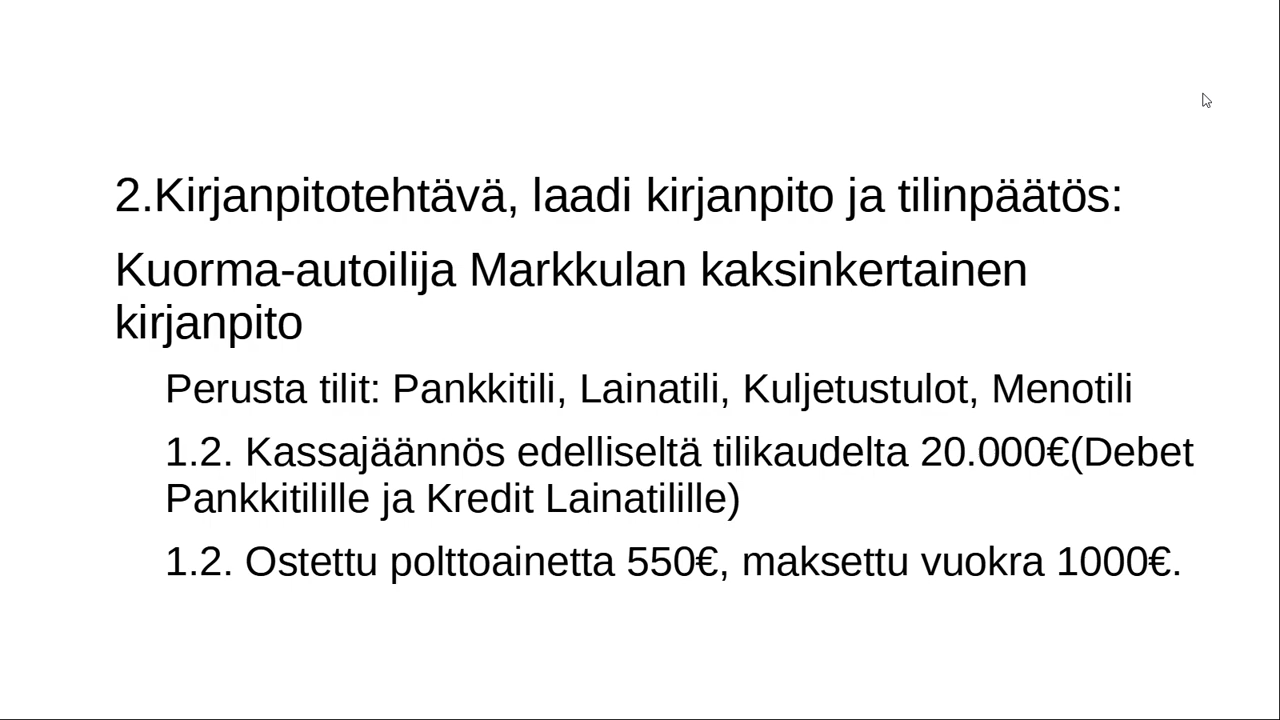 2.Kirjanpitotehtävä, laadi kirjanpito ja tilinpäätös:
Kuorma-autoilija Markkulan kaksinkertainen
kirjanpito
Perusta tilit: Pankkitili, Lainatili, Kuljetustulot, Menotili
1.2. Kassajäännös edelliseltä tilikaudelta 20.000€(Debet
Pankkitilille ja Kredit Lainatilille)
1.2. Ostettu polttoainetta 550€, maksettu vuokra 1000€.